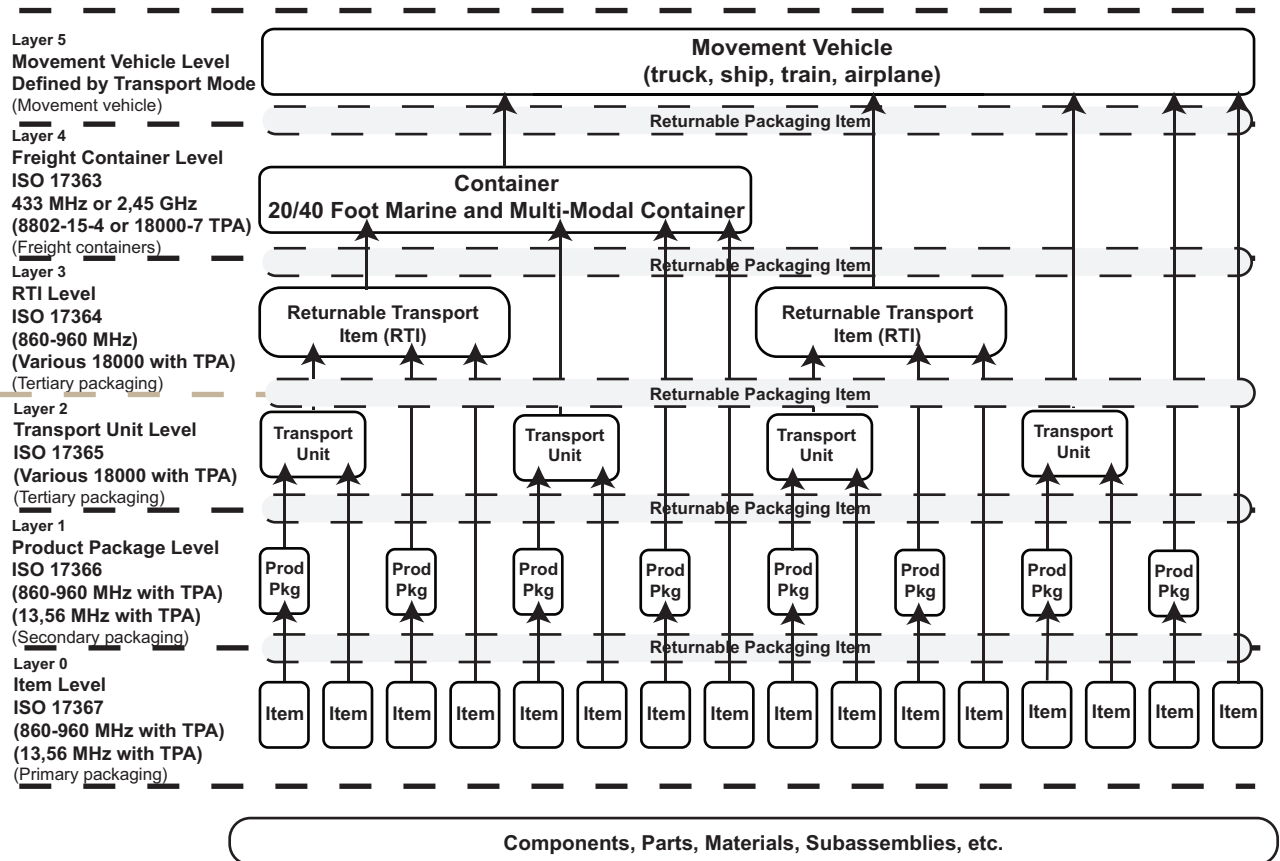 Layer 5
Movement Vehicle Level
Defined by Transport Mode
(Movement vehicle)
Movement Vehicle
(truck, ship, train, airplane)
Returnable Packaging Item
Layer 4
Freight Container Level
ISO 17363
433 MHz or 2,45 GHz
(8802-15-4 or 18000-7 TPA)
(Freight containers)
Container
20/40 Foot Marine and Multi-Modal Container
Returnable Packaging Item
Layer 3
RTI Level
ISO 17364
(860-960 MHz)
(Various 18000 with TPA)
(Tertiary packaging)
Returnable Transport
Item (RTI)
Returnable Transport
Item (RTI)
Returnable Packaging Item
Layer 2
Transport Unit Level
ISO 17365
(Various 18000 with TPA)
(Tertiary packaging)
Transport
Unit
Transport
Unit
Transport
Unit
Transport
Unit
Returnable Packaging Item
Layer 1
Product Package Level
ISO 17366
(860-960 MHz with TPA)
(13,56 MHz with TPA)
(Secondary packaging)
Prod
Pkg
Prod
Pkg
Prod
Pkg
Prod
Pkg
Prod
Pkg
Prod
Pkg
Prod
Pkg
Prod
Pkg
Returnable Packaging Item
Layer 0
Item Level
ISO 17367
(860-960 MHz with TPA)
(13,56 MHz with TPA)
(Primary packaging)
Item Item Item Item Item Item Item Item Item Item Item Item Item Item Item Item
Components, Parts, Materials, Subassemblies, etc.